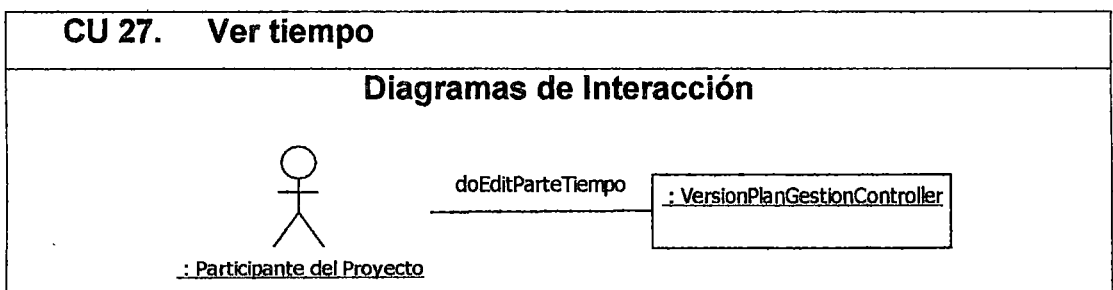 CU 27. Ver tiempo
Diagramas de Interacción
doEditParteTiempo
: VersionPlanGestionController
: Participante del Proyecto